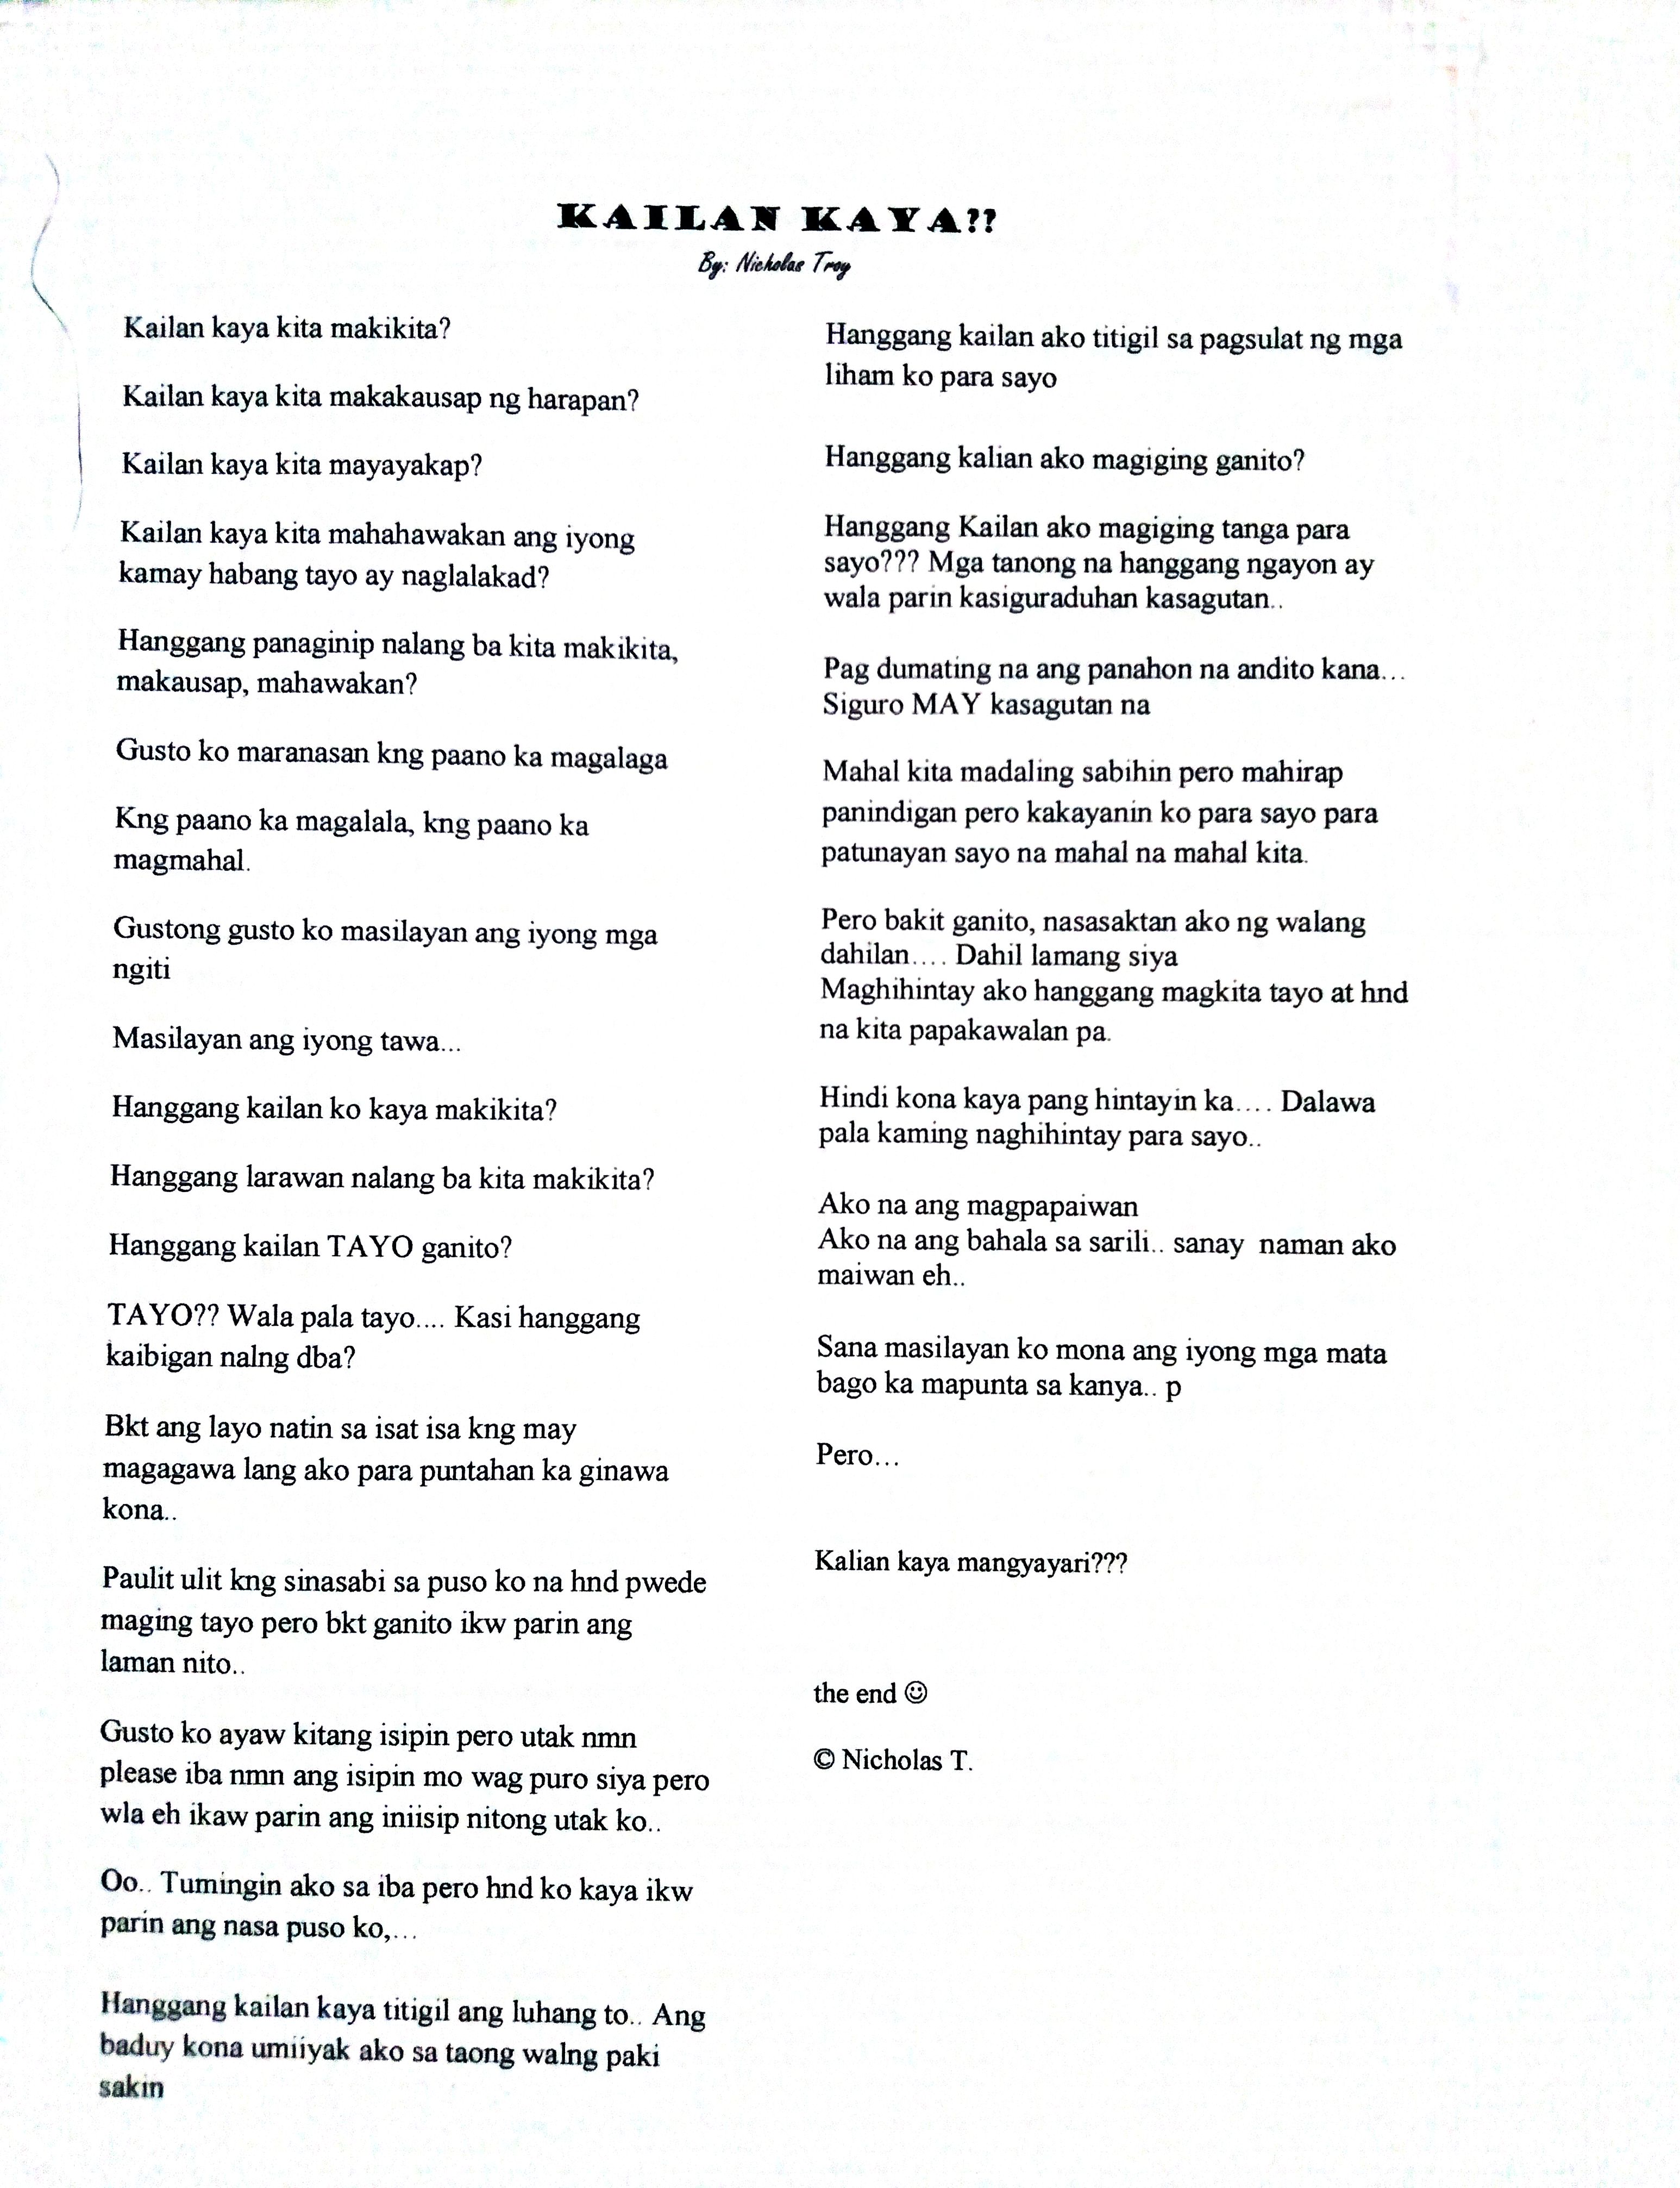 KAILAN KAYA??
By: Nicholas Troy
Kailan kaya kita makikita?
Kailan kaya kita makakausap ng harapan?
Kailan kaya kita mayayakap?
Kailan kaya kita mahahawakan ang iyong
kamay habang tayo ay naglalakad?
Hanggang panaginip nalang ba kita makikita,
makausap, mahawakan?
Gusto ko maranasan kng paano ka magalaga
Kng paano ka magalala, kng paano ka
magmahal.
Gustong gusto ko masilayan ang iyong mga
ngiti
Masilayan ang iyong tawa...
Hanggang kailan ko kaya makikita?
Hanggang larawan nalang ba kita makikita?
Hanggang kailan TAYO ganito?
TAYO?? Wala pala tayo.... Kasi hanggang
kaibigan nalng dba?
Bkt ang layo natin sa isat isa kng may
magagawa lang ako para puntahan ka ginawa
kona..
Paulit ulit kng sinasabi sa puso ko na hnd pwede
maging tayo pero bkt ganito ikw parin ang
laman nito..
Gusto ko ayaw kitang isipin pero utak nmn
please iba nmn ang isipin mo wag puro siya pero
wla eh ikaw parin ang iniisip nitong utak ko..
Oo.. Tumingin ako sa iba pero hnd ko kaya ikw
parin ang nasa puso ko,...
Hanggang kailan kaya titigil ang luhang to.. Ang
baduy kona umiiyak ako sa taong walng paki
sakin
Hanggang kailan ako titigil sa pagsulat ng mga
liham ko para sayo
Hanggang kalian ako magiging ganito?
Hanggang Kailan ako magiging tanga para
sayo??? Mga tanong na hanggang ngayon ay
wala parin kasiguraduhan kasagutan..
Pag dumating na ang panahon na andito kana...
Siguro MAY kasagutan na
Mahal kita madaling sabihin pero mahirap
panindigan pero kakayanin ko para sayo para
patunayan sayo na mahal na mahal kita.
Pero bakit ganito, nasasaktan ako ng walang
dahilan.... Dahil lamang siya
Maghihintay ako hanggang magkita tayo at hnd
na kita papakawalan pa.
Hindi kona kaya pang hintayin ka.... Dalawa
pala kaming naghihintay para sayo..
Ako na ang magpapaiwan
Ako na ang bahala sa sarili.. sanay naman ako
maiwan eh..
Sana masilayan ko mona ang iyong mga mata
bago ka mapunta sa kanya.. p
Pero...
Kalian kaya mangyayari???
the end ☺
© Nicholas T.